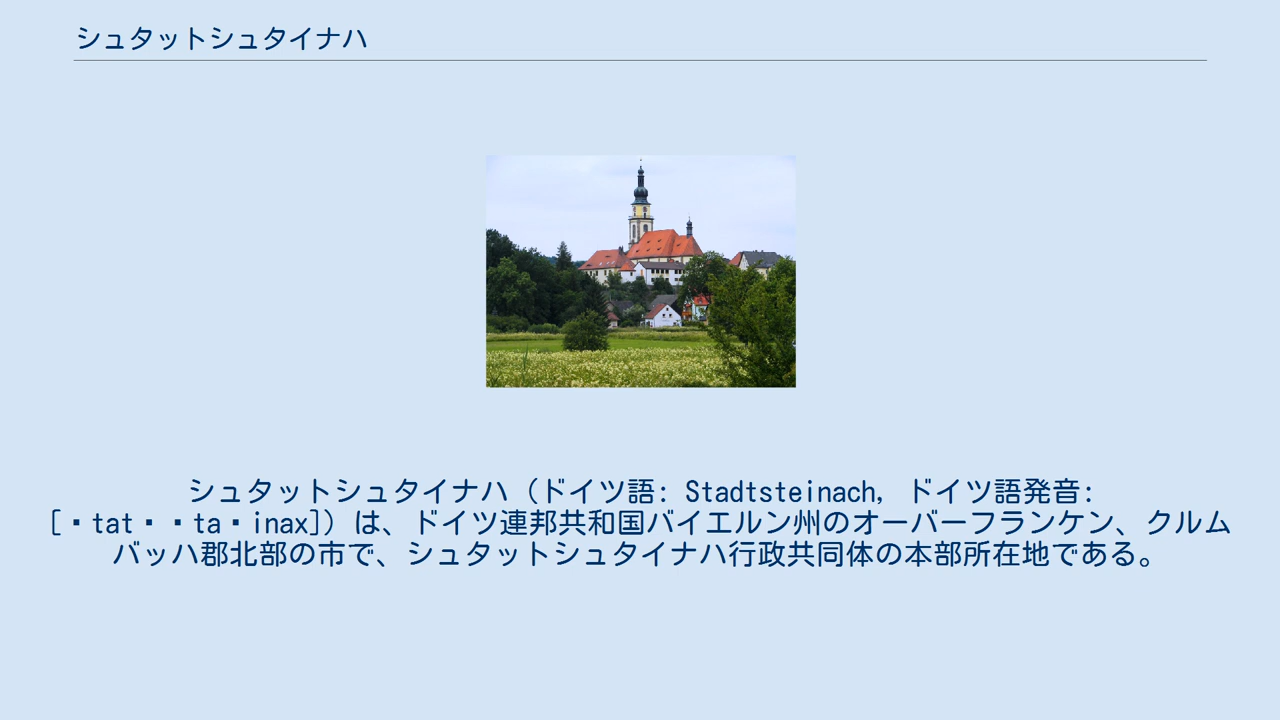 シュタットシュタイナハ
シュタットシュタイナハ（ドイツ語: Stadtsteinach, ドイツ語発音:
[▪tat▪▪ta▪inax]）は、ドイツ連邦共和国バイエルン州のオーバーフランケン、クルム
バッハ郡北部の市で、シュタットシュタイナハ行政共同体の本部所在地である。